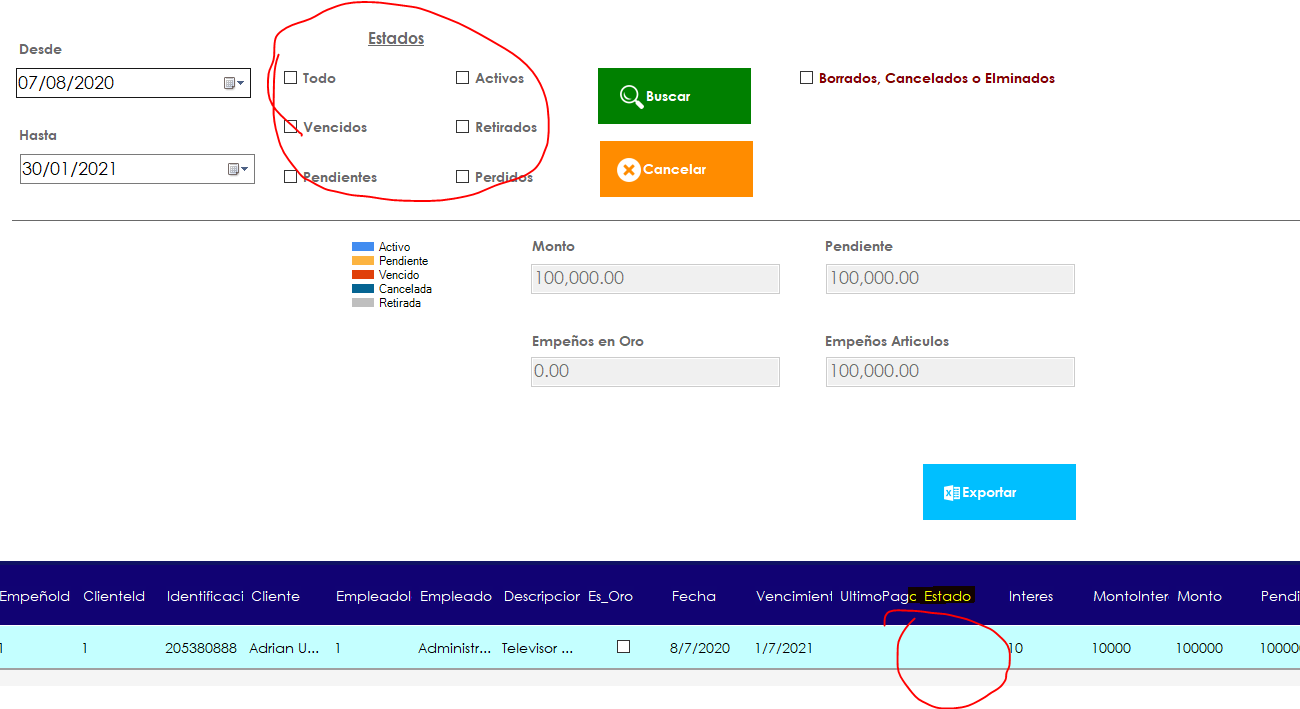 Estados
Desde
07/08/2020
Todo
Activos
Buscar
Borrados, Cancelados o Elminados
Hasta
Vencidos
Retirados
30/01/2021
Pendientes
Perdidos
Cancelar
Activo
Pendiente
Vencido
Cancelada
Retirada
Monto
Pendiente
100,000.00
100,000.00
Empeños en Oro
Empeños Articulos
0.00
100,000.00
Exportar
EmpeñoId ClienteId Identificaci Cliente EmpleadoI Empleado Descripcior Es_Oro Fecha Vencimient UltimoPago Estado Interes MontoInter Monto Pendi
1 1 205380888 Adrian U... 1 Administr... Televisor ... 8/7/2020 1/7/2021 10 10000 100000 10000